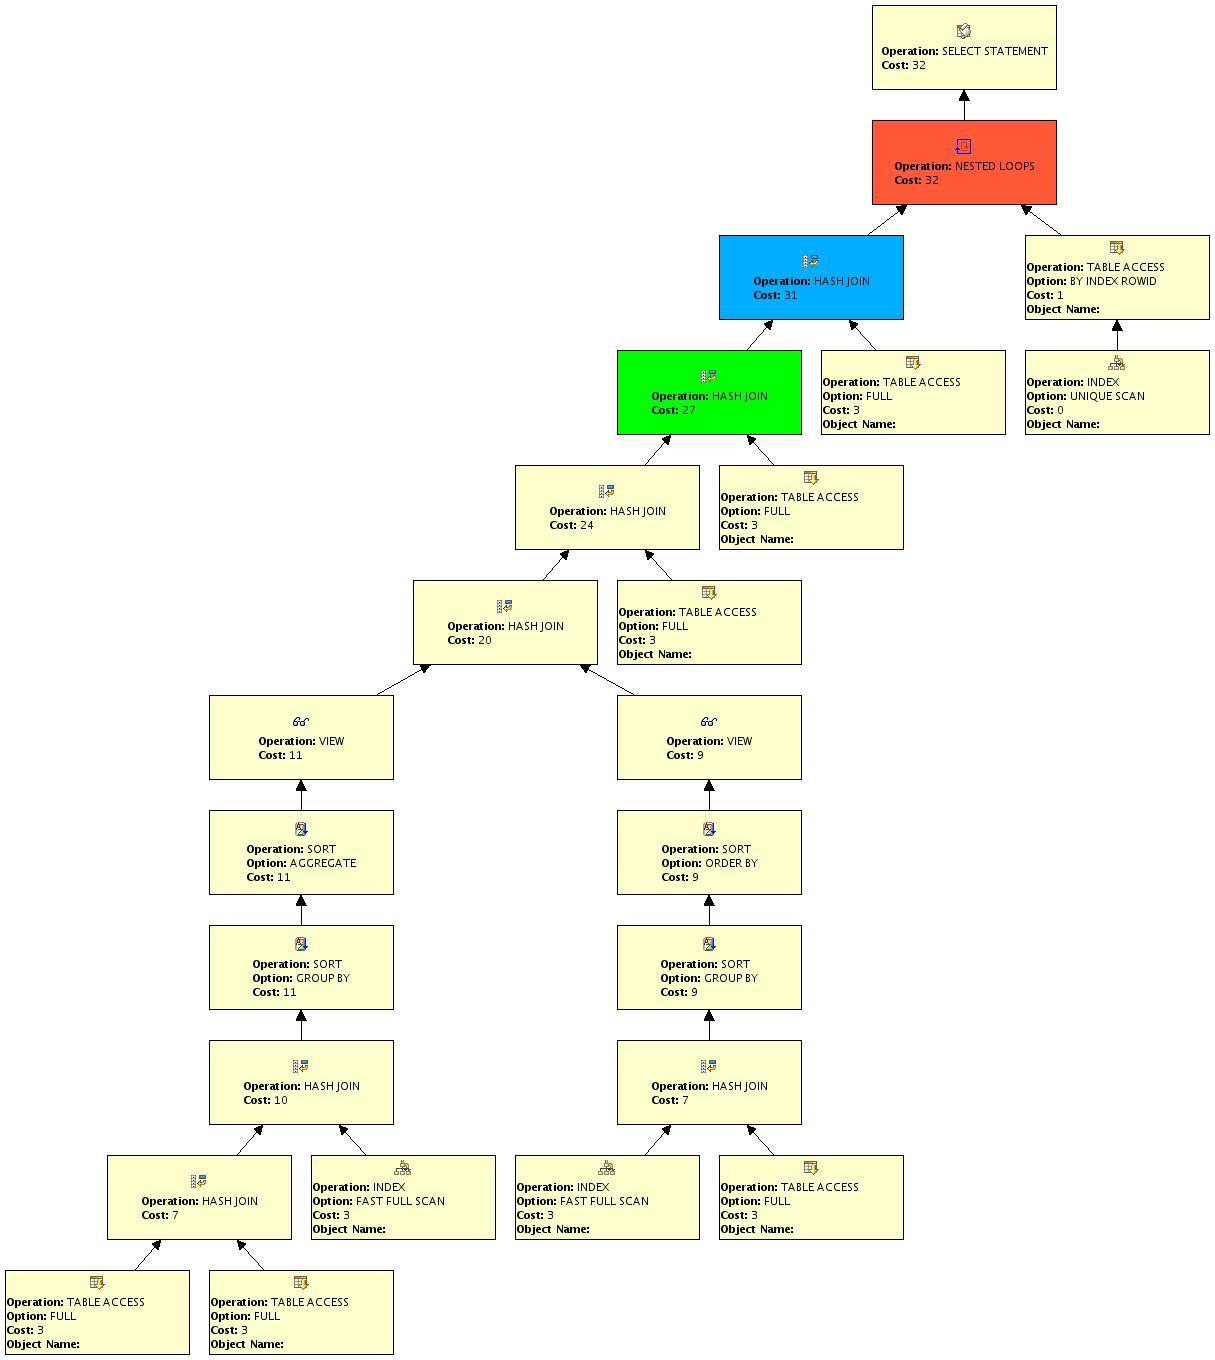 Operation: SELECT STATEMENT
Cost: 32
Operation: NESTED LOOPS
Cost: 32
Operation: HASH JOIN
Cost: 31
Operation: TABLE ACCESS
Option: BY INDEX ROWID
Cost: 1
Object Name:
Operation: HASH JOIN
Cost: 27
Operation: TABLE ACCESS
Option: FULL
Cost: 3
Object Name:
Operation: INDEX
Option: UNIQUE SCAN
Cost: 0
Object Name:
Operation: HASH JOIN
Cost: 24
Operation: TABLE ACCESS
Option: FULL
Cost: 3
Object Name:
Operation: HASH JOIN
Cost: 20
Operation: TABLE ACCESS
Option: FULL
Cost: 3
Object Name:
Operation: VIEW
Cost: 11
Operation: VIEW
Cost: 9
Operation: SORT
Option: AGGREGATE
Cost: 11
Operation: SORT
Option: ORDER BY
Cost: 9
Operation: SORT
Option: GROUP BY
Cost: 11
Operation: SORT
Option: GROUP BY
Cost: 9
Operation: HASH JOIN
Cost: 10
Operation: HASH JOIN
Cost: 7
Operation: HASH JOIN
Cost: 7
Operation: INDEX
Option: FAST FULL SCAN
Cost: 3
Object Name:
Operation: INDEX
Option: FAST FULL SCAN
Cost: 3
Object Name:
Operation: TABLE ACCESS
Option: FULL
Cost: 3
Object Name:
Operation: TABLE ACCESS
Option: FULL
Cost: 3
Object Name:
Operation: TABLE ACCESS
Option: FULL
Cost: 3
Object Name: